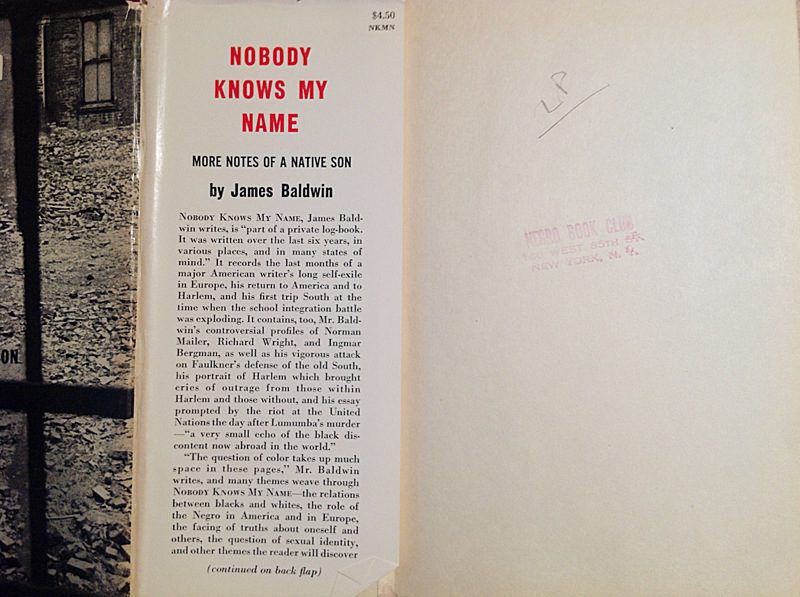 ON
$4.50
NKMN
NOBODY
KNOWS MY
NAME
MORE NOTES OF A NATIVE SON
by James Baldwin
NOBODY KNOWS MY NAME, James Bald-
win writes, is “part of a private log-book.
It was written over the last six years, in
various places, and in many states of
mind.” It records the last months of a
major American writer’s long self-exile
in Europe, his return to America and to
Harlem, and his first trip South at the
time when the school integration battle
was exploding. It contains, too, Mr. Bald-
win’s controversial profiles of Norman
Mailer, Richard Wright, and Ingmar
Bergman, as well as his vigorous attack
on Faulkner’s defense of the old South,
his portrait of Harlem which brought
cries of outrage from those within
Harlem and those without, and his essay
prompted by the riot at the United
Nations the day after Lumumba’s murder
—“a very small echo of the black dis-
content now abroad in the world.”
“The question of color takes up much
space in these pages,” Mr. Baldwin
writes, and many themes weave through
NOBODY KNOWS MY NAME—the relations
between blacks and whites, the role of
the Negro in America and in Europe,
the facing of truths about oneself and
others, the question of sexual identity,
and other themes the reader will discover
(continued on back flap)
LP
NEGRO BOOK CLUB
WEST 85TH ST.
NEW YORK, N. Y.